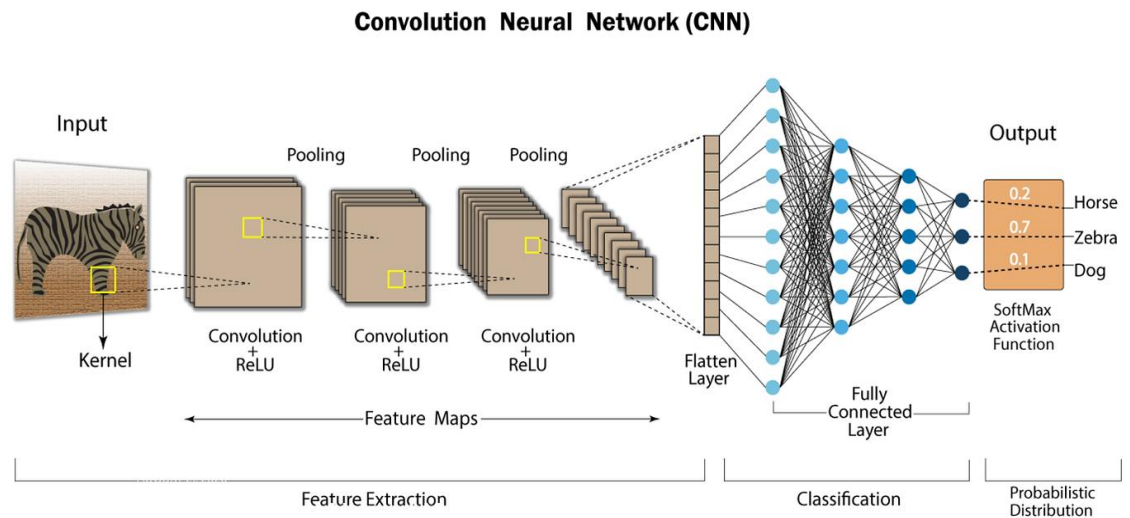 Convolution Neural Network (CNN)
Input
Output
Pooling
Pooling
Pooling
0.2
Horse
0.7
Zebra
0.1
Dog
Kernel
Convolution
+
ReLU
Convolution
+
ReLU
Convolution
+
ReLU
Flatten
Layer
SoftMax
Activation
Function
Feature Maps
Fully
Connected
Layer
Feature Extraction
Classification
Probabilistic
Distribution